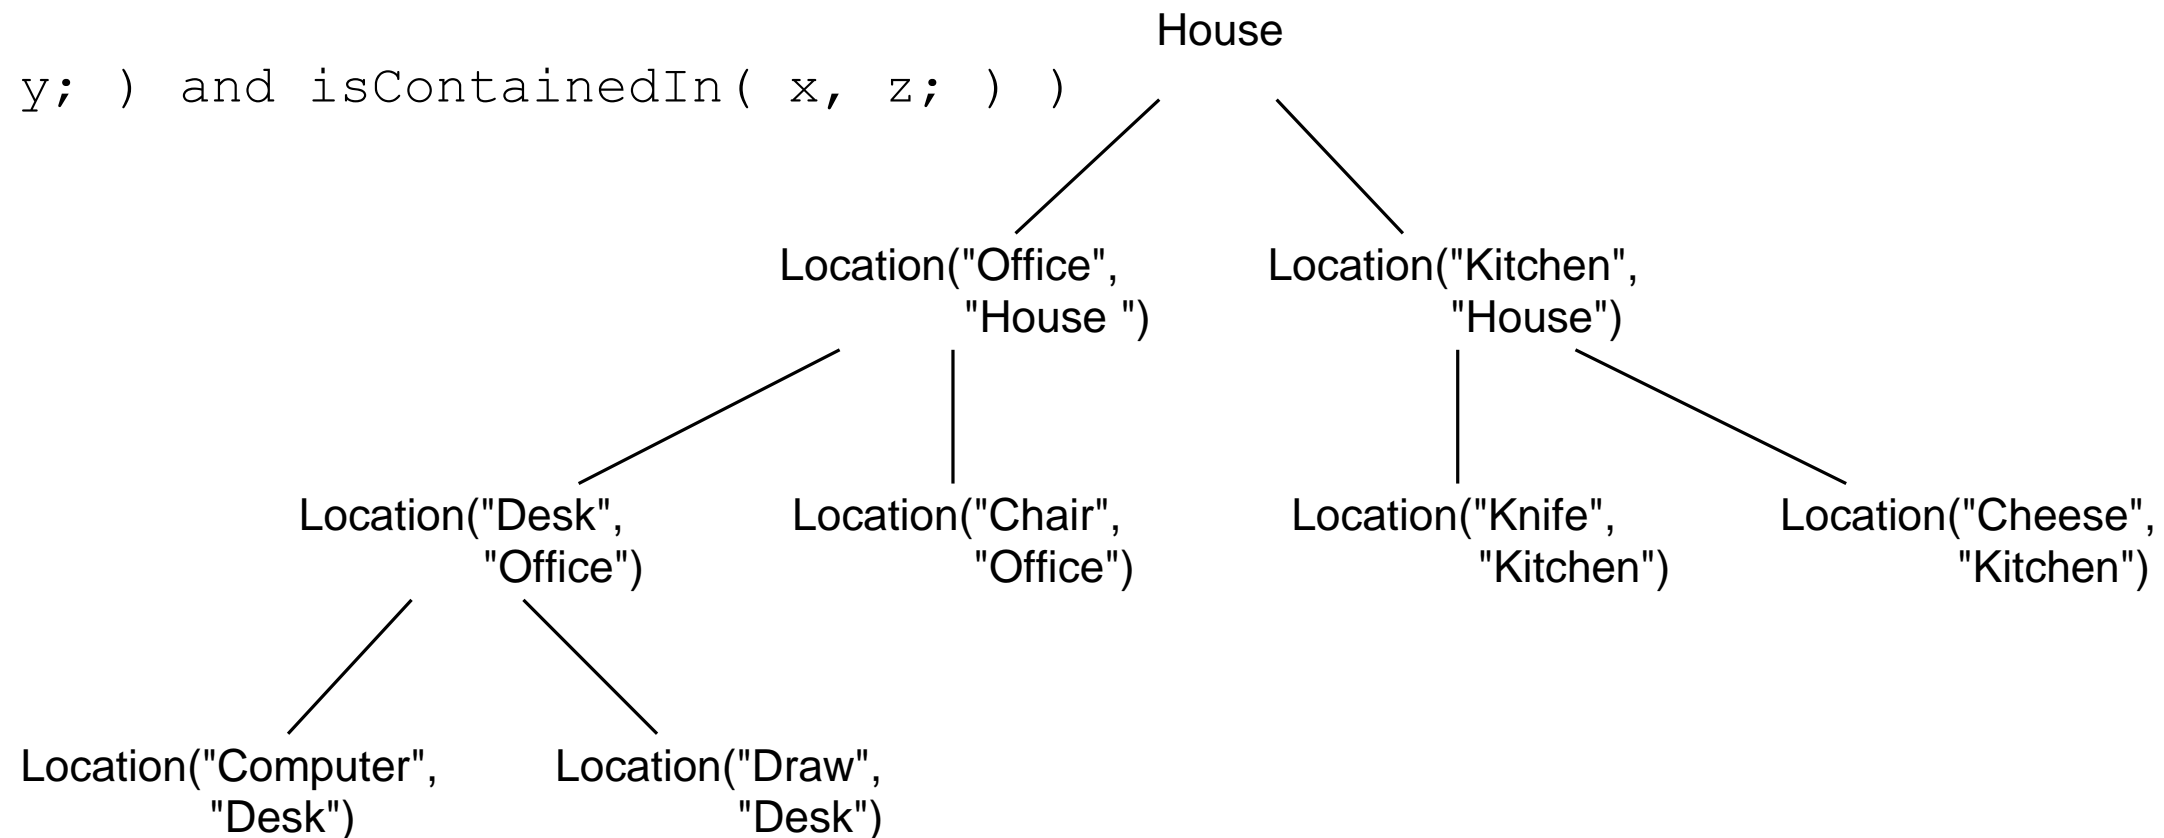 House
y; ) and isContainedIn( x, z; ) )
Location("Office",
"House ")
Location("Kitchen",
"House")
Location("Desk",
"Office")
Location("Chair",
"Office")
Location("Knife",
"Kitchen")
Location("Cheese",
"Kitchen")
Location("Computer",
"Desk")
Location("Draw",
"Desk")